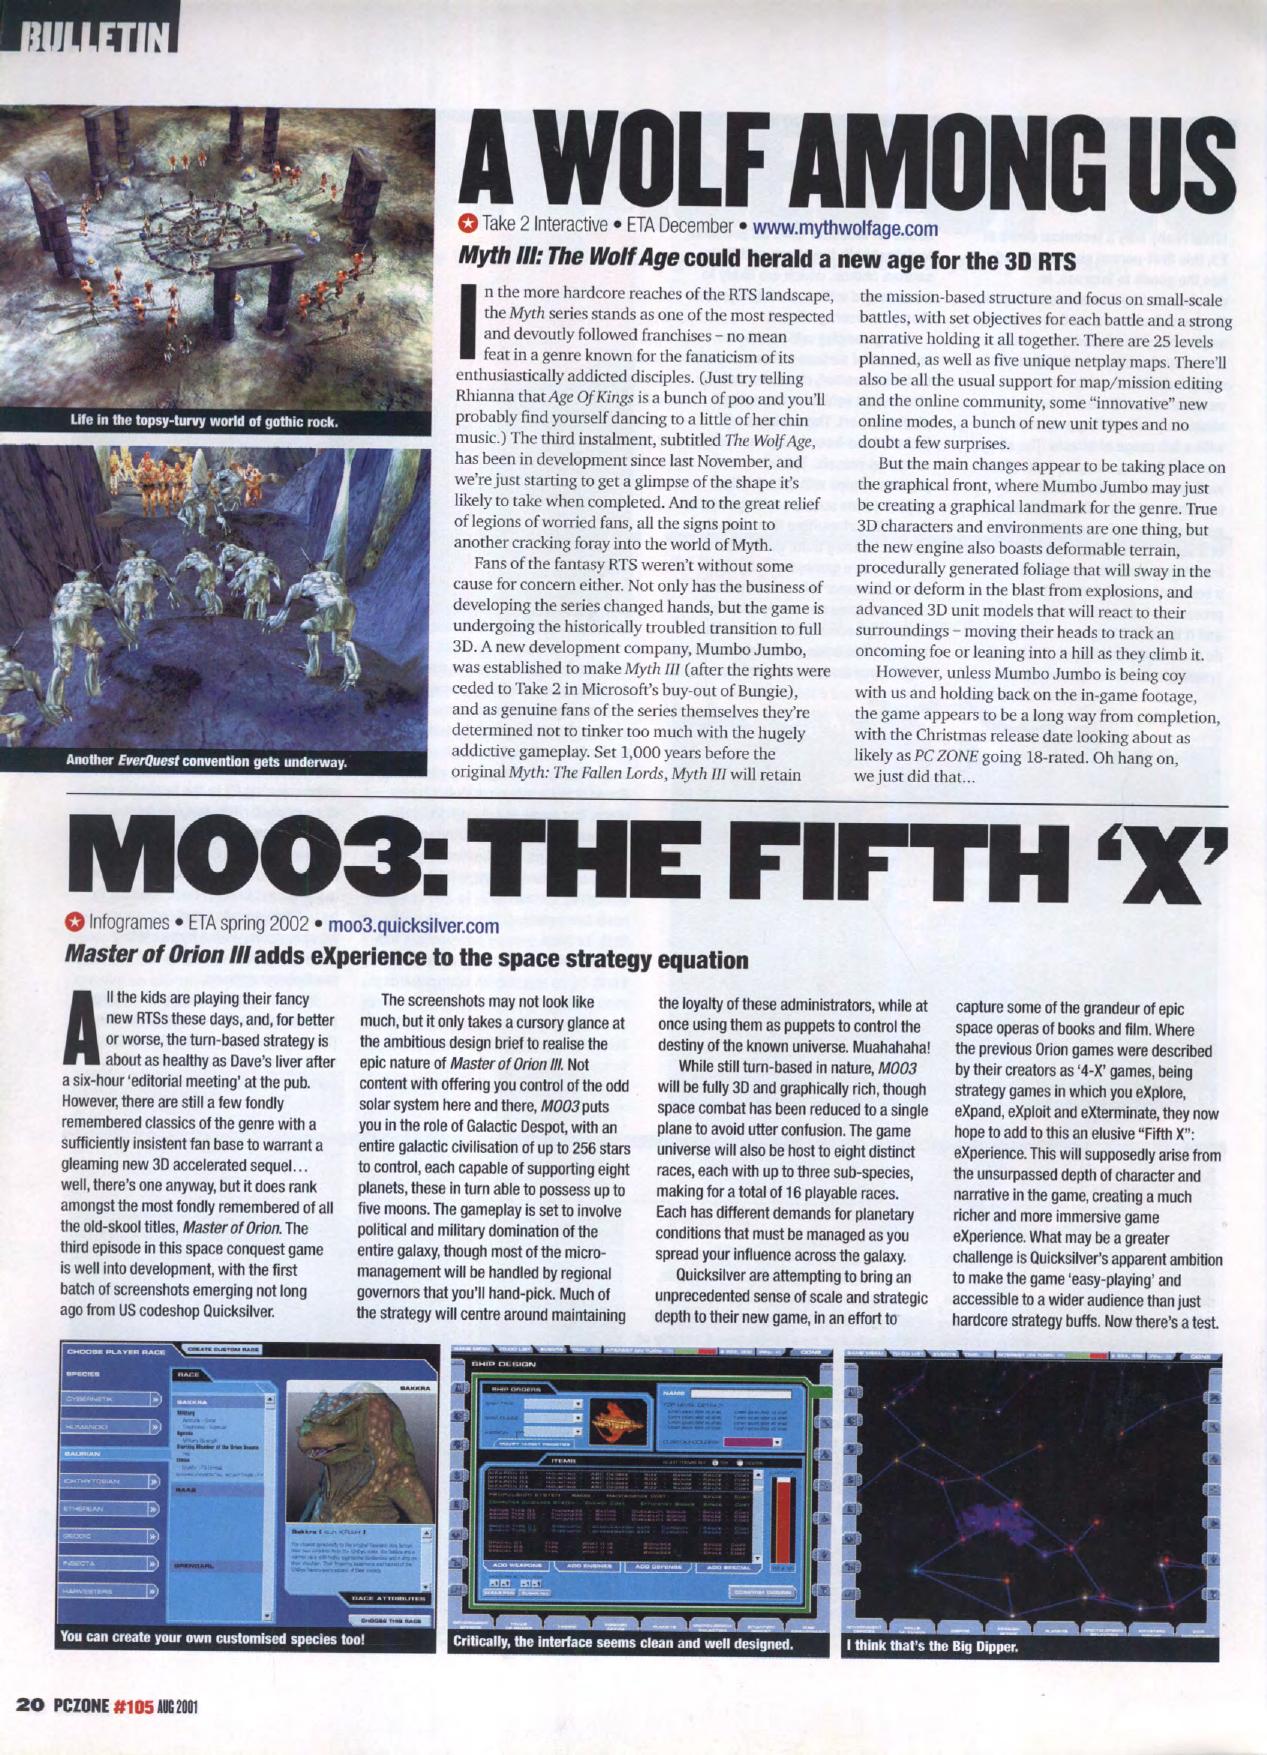 BULLETIN
A WOLF AMONG US
Take 2 Interactive • ETA December • www.mythwolfage.com
Myth III: The Wolf Age could herald a new age for the 3D RTS
In the more hardcore reaches of the RTS landscape,
the Myth series stands as one of the most respected
and devoutly followed franchises – no mean
feat in a genre known for the fanaticism of its
enthusiastically addicted disciples. (Just try telling
Rhianna that Age Of Kings is a bunch of poo and you'll
probably find yourself dancing to a little of her chin
music.) The third instalment, subtitled The Wolf Age,
has been in development since last November, and
we're just starting to get a glimpse of the shape it's
likely to take when completed. And to the great relief
of legions of worried fans, all the signs point to
another cracking foray into the world of Myth.
Fans of the fantasy RTS weren't without some
cause for concern either. Not only has the business of
developing the series changed hands, but the game is
undergoing the historically troubled transition to full
3D. A new development company, Mumbo Jumbo,
was established to make Myth III (after the rights were
ceded to Take 2 in Microsoft's buy-out of Bungie),
and as genuine fans of the series themselves they're
determined not to tinker too much with the hugely
addictive gameplay. Set 1,000 years before the
original Myth: The Fallen Lords, Myth III will retain
the mission-based structure and focus on small-scale
battles, with set objectives for each battle and a strong
narrative holding it all together. There are 25 levels
planned, as well as five unique netplay maps. There'll
also be all the usual support for map/mission editing
and the online community, some "innovative" new
online modes, a bunch of new unit types and no
doubt a few surprises.
But the main changes appear to be taking place on
the graphical front, where Mumbo Jumbo may just
be creating a graphical landmark for the genre. True
3D characters and environments are one thing, but
the new engine also boasts deformable terrain,
procedurally generated foliage that will sway in the
wind or deform in the blast from explosions, and
advanced 3D unit models that will react to their
surroundings – moving their heads to track an
oncoming foe or leaning into a hill as they climb it.
However, unless Mumbo Jumbo is being coy
with us and holding back on the in-game footage,
the game appears to be a long way from completion,
with the Christmas release date looking about as
likely as PC ZONE going 18-rated. Oh hang on,
we just did that...
Life in the topsy-turvy world of gothic rock.
Another EverQuest convention gets underway.
MOO3: THE FIFTH 'X'
Infogrames • ETA spring 2002 • moo3.quicksilver.com
Master of Orion III adds eXperience to the space strategy equation
All the kids are playing their fancy
new RTSs these days, and, for better
or worse, the turn-based strategy is
about as healthy as Dave's liver after
a six-hour 'editorial meeting' at the pub.
However, there are still a few fondly
remembered classics of the genre with a
sufficiently insistent fan base to warrant a
gleaming new 3D accelerated sequel...
well, there's one anyway, but it does rank
amongst the most fondly remembered of all
the old-skool titles, Master of Orion. The
third episode in this space conquest game
is well into development, with the first
batch of screenshots emerging not long
ago from US codeshop Quicksilver.
The screenshots may not look like
much, but it only takes a cursory glance at
the ambitious design brief to realise the
epic nature of Master of Orion III. Not
content with offering you control of the odd
solar system here and there, MOO3 puts
you in the role of Galactic Despot, with an
entire galactic civilisation of up to 256 stars
to control, each capable of supporting eight
planets, these in turn able to possess up to
five moons. The gameplay is set to involve
political and military domination of the
entire galaxy, though most of the micro-
management will be handled by regional
governors that you'll hand-pick. Much of
the strategy will centre around maintaining
the loyalty of these administrators, while at
once using them as puppets to control the
destiny of the known universe. Muahahaha!
While still turn-based in nature, MOO3
will be fully 3D and graphically rich, though
space combat has been reduced to a single
plane to avoid utter confusion. The game
universe will also be host to eight distinct
races, each with up to three sub-species,
making for a total of 16 playable races.
Each has different demands for planetary
conditions that must be managed as you
spread your influence across the galaxy.
Quicksilver are attempting to bring an
unprecedented sense of scale and strategic
depth to their new game, in an effort to
capture some of the grandeur of epic
space operas of books and film. Where
the previous Orion games were described
by their creators as '4-X' games, being
strategy games in which you eXplore,
eXpand, eXploit and eXterminate, they now
hope to add to this an elusive "Fifth X":
eXperience. This will supposedly arise from
the unsurpassed depth of character and
narrative in the game, creating a much
richer and more immersive game
eXperience. What may be a greater
challenge is Quicksilver's apparent ambition
to make the game 'easy-playing' and
accessible to a wider audience than just
hardcore strategy buffs. Now there's a test.
CHOOSE PLAYER RACE
CREATE CUSTOM RACE
SPECIES
RACE
CYBERNETIK
HUMANOID
SAURIAN
ICHTHYTOSIAN
ETHEREAN
GEODIC
INSECTA
HARVESTERS
SAKKRA
RAAS
GRENDARL
SAKKRA
RACE ATTRIBUTES
CHOOSE THIS RACE
You can create your own customised species too!
SHIP DESIGN
SHIP ORDERS
NAME
ITEMS
ADD WEAPONS
ADD ENGINES
ADD DEFENSE
ADD SPECIAL
Critically, the interface seems clean and well designed.
I think that's the Big Dipper.
20 PCZONE #105 AUG 2001